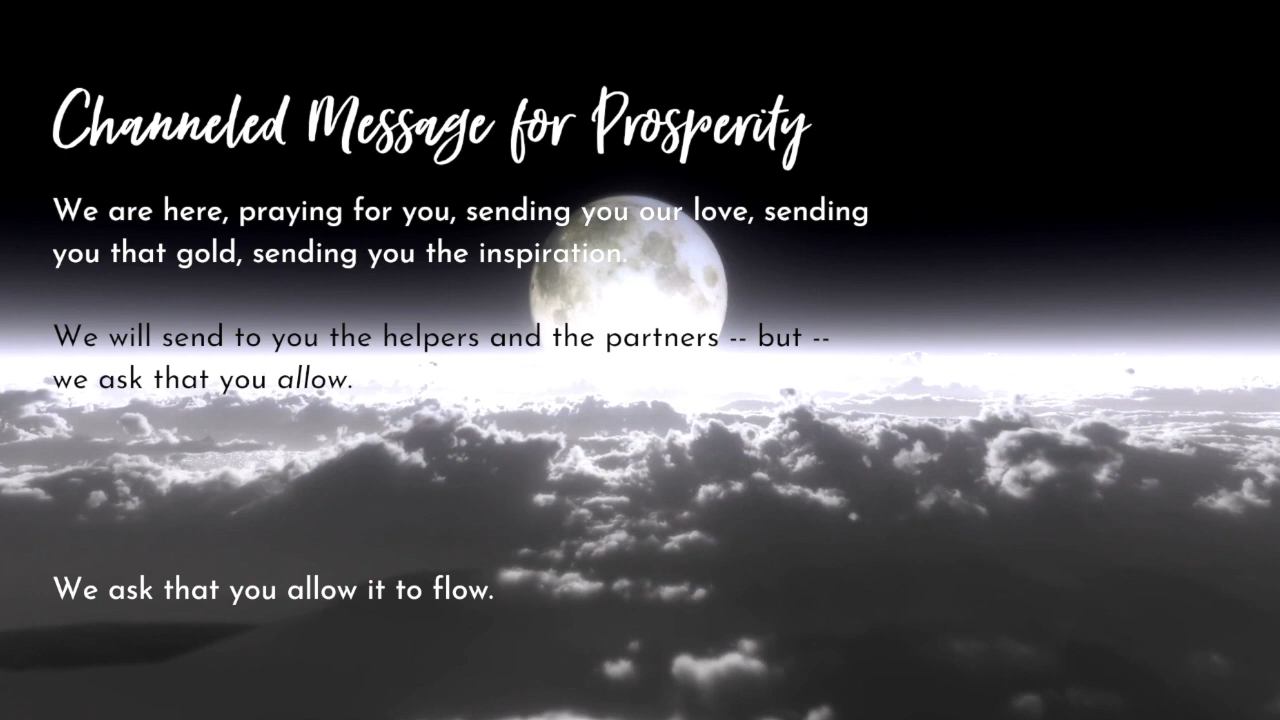 Channeled Message for Prosperity
We are here, praying for you, sending you our love, sending
you that gold, sending you the inspiration.
We will send to you the helpers and the partners -- but --
we ask that you allow.
We ask that you allow it to flow.